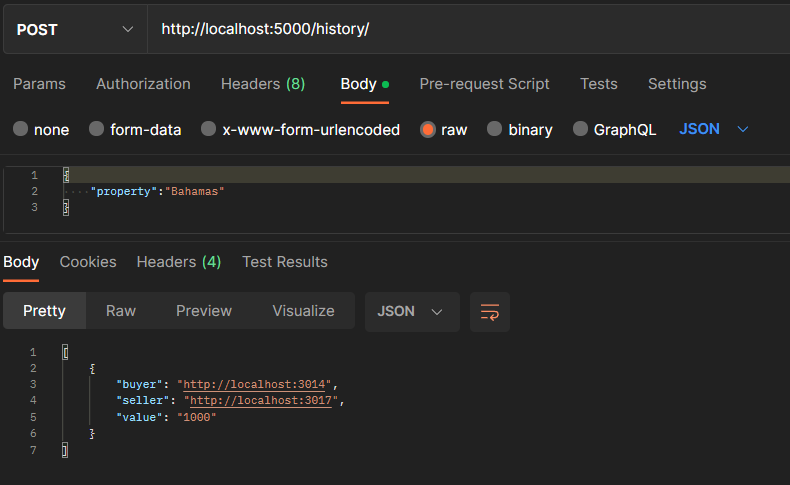 POST http://localhost:5000/history/
Params Authorization Headers (8) Body Pre-request Script Tests Settings
none form-data x-www-form-urlencoded raw binary GraphQL JSON
1 {
2 "property":"Bahamas"
3 }
Body Cookies Headers (4) Test Results
Pretty Raw Preview Visualize JSON
1 [
2 {
3 "buyer": "http://localhost:3014",
4 "seller": "http://localhost:3017",
5 "value": "1000"
6 }
7 ]